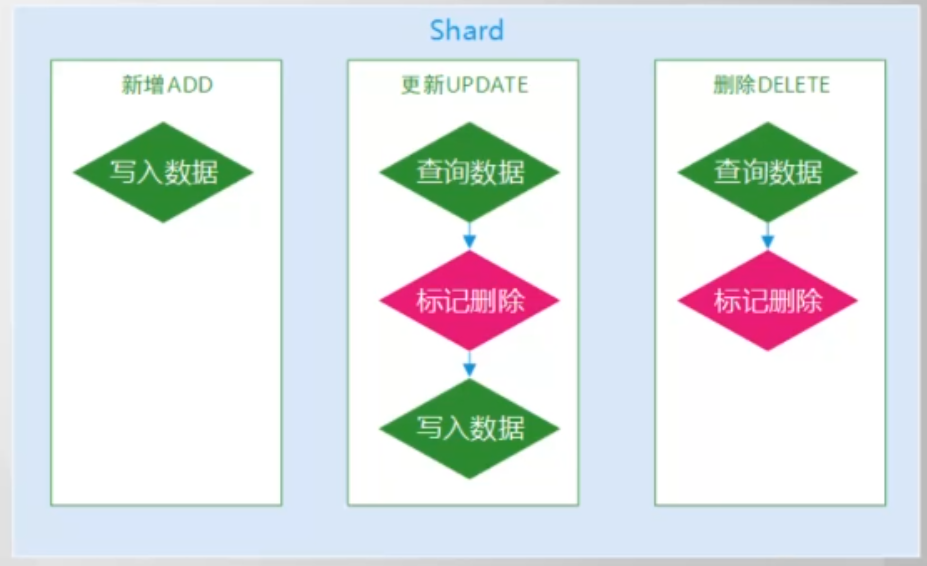 Shard
新增ADD
写入数据
更新UPDATE
查询数据
标记删除
写入数据
删除DELETE
查询数据
标记删除